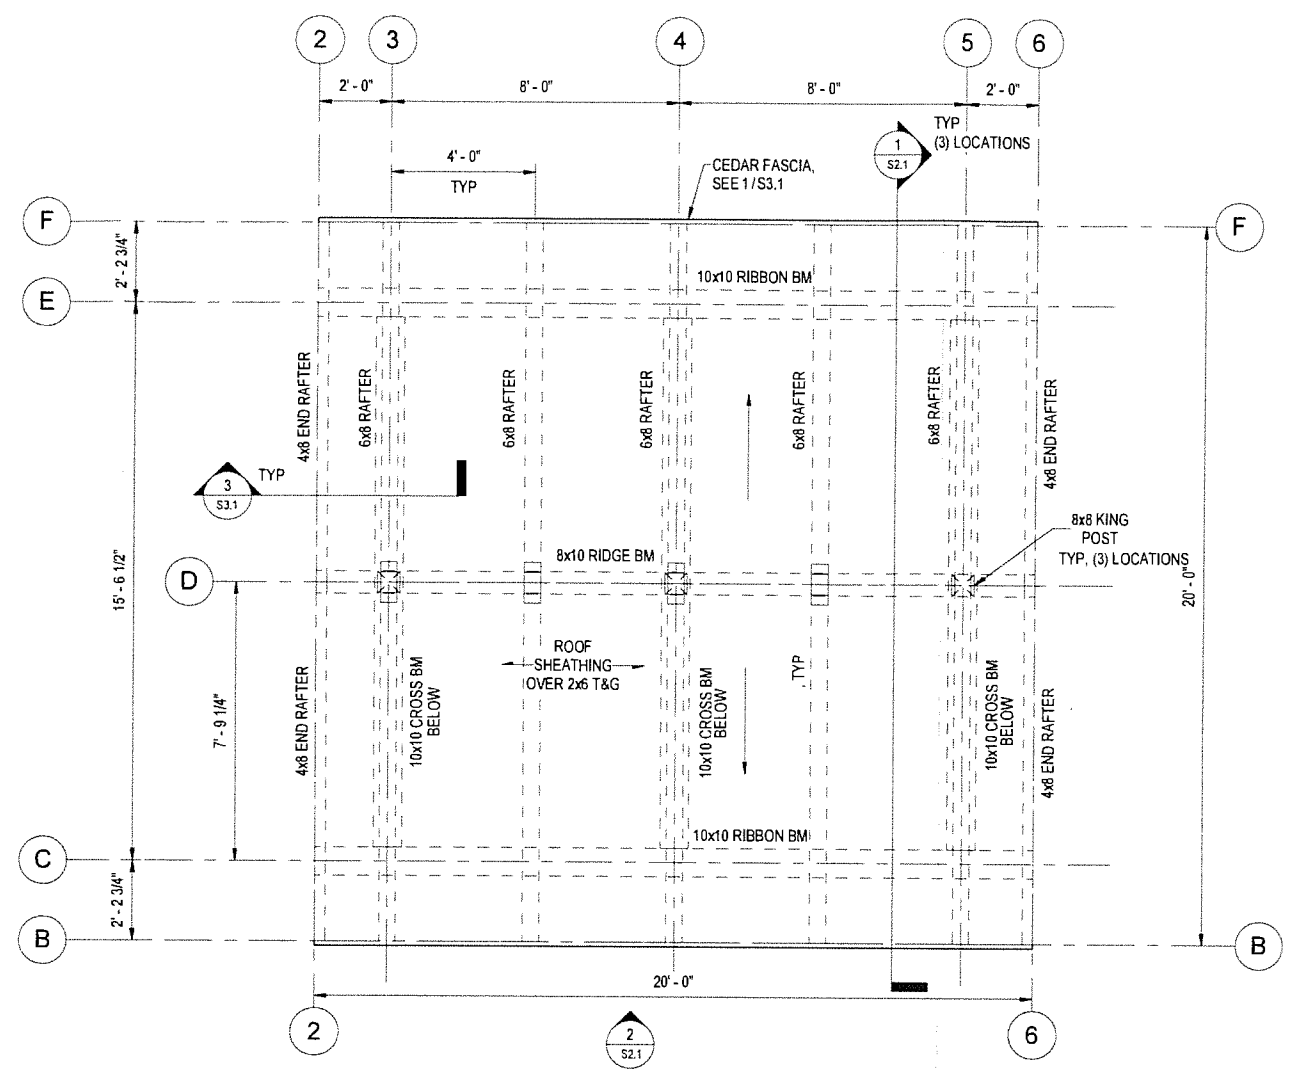 2
3
4
5
6
2' - 0"
8' - 0"
8' - 0"
2' - 0"
TYP
(3) LOCATIONS
1
S2.1
4' - 0"
TYP
CEDAR FASCIA,
SEE 1 / S3.1
F
F
2' - 2 3/4"
E
10x10 RIBBON BM
4x8 END RAFTER
6x8 RAFTER
6x8 RAFTER
6x8 RAFTER
6x8 RAFTER
6x8 RAFTER
4x8 END RAFTER
3
S3.1
TYP
8x8 KING
POST
TYP, (3) LOCATIONS
8x10 RIDGE BM
D
15' - 6 1/2"
20' - 0"
ROOF
SHEATHING
OVER 2x6 T&G
7' - 9 1/4"
4x8 END RAFTER
10x10 CROSS BM
BELOW
10x10 CROSS BM
BELOW
TYP
10x10 CROSS BM
BELOW
4x8 END RAFTER
10x10 RIBBON BM
C
2' - 2 3/4"
B
B
20' - 0"
2
2
S2.1
6